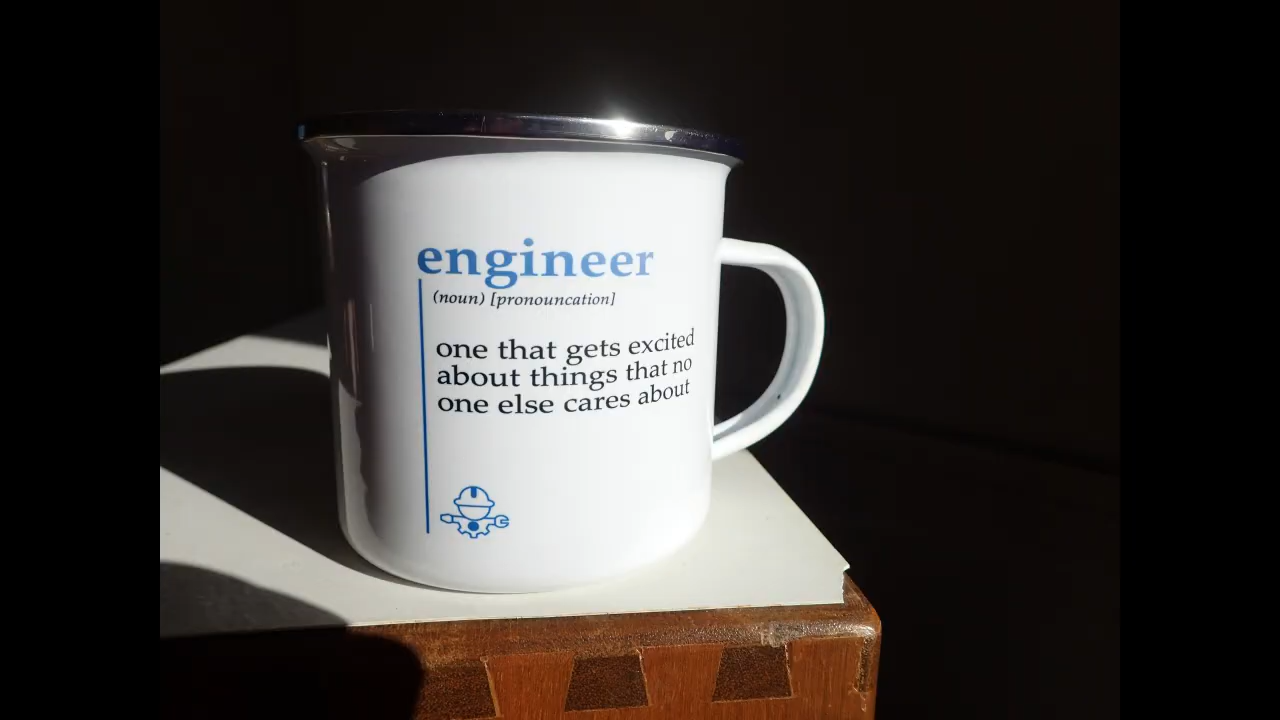 engineer
(noun) [pronouncation]
one that gets excited
about things that no
one else cares about